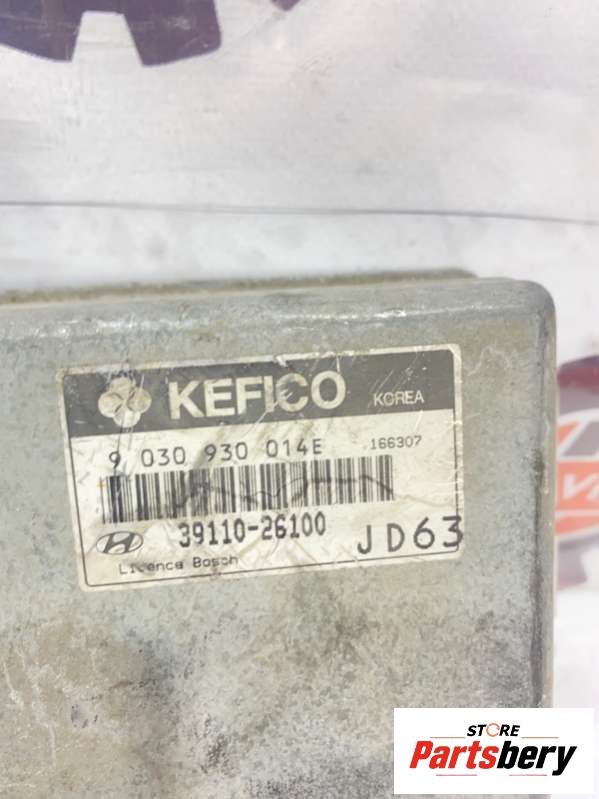 KEFICO KOREA
9 030 930 014E 166307
39110-26100 JD63
Licence Bosch
STORE
Partsbery